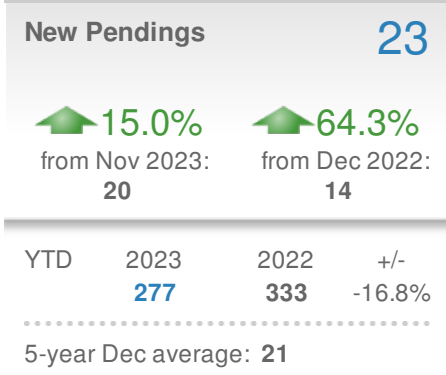 New Pendings 23
15.0% 64.3%
from Nov 2023: from Dec 2022:
20 14
YTD 2023 2022 +/-
277 333 -16.8%
5-year Dec average: 21